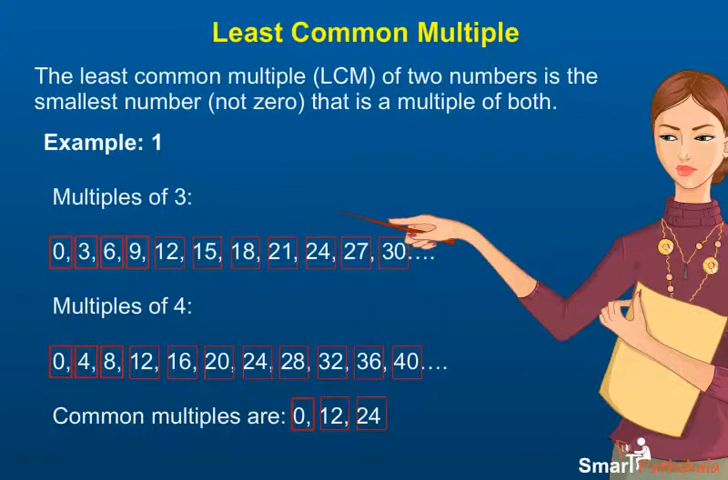 Least Common Multiple
The least common multiple (LCM) of two numbers is the
smallest number (not zero) that is a multiple of both.
Example: 1
Multiples of 3:
0, 3, 6, 9, 12, 15, 18, 21, 24, 27, 30....
Multiples of 4:
0, 4, 8, 12, 16, 20, 24, 28, 32, 36, 40....
Common multiples are: 0, 12, 24
Smart